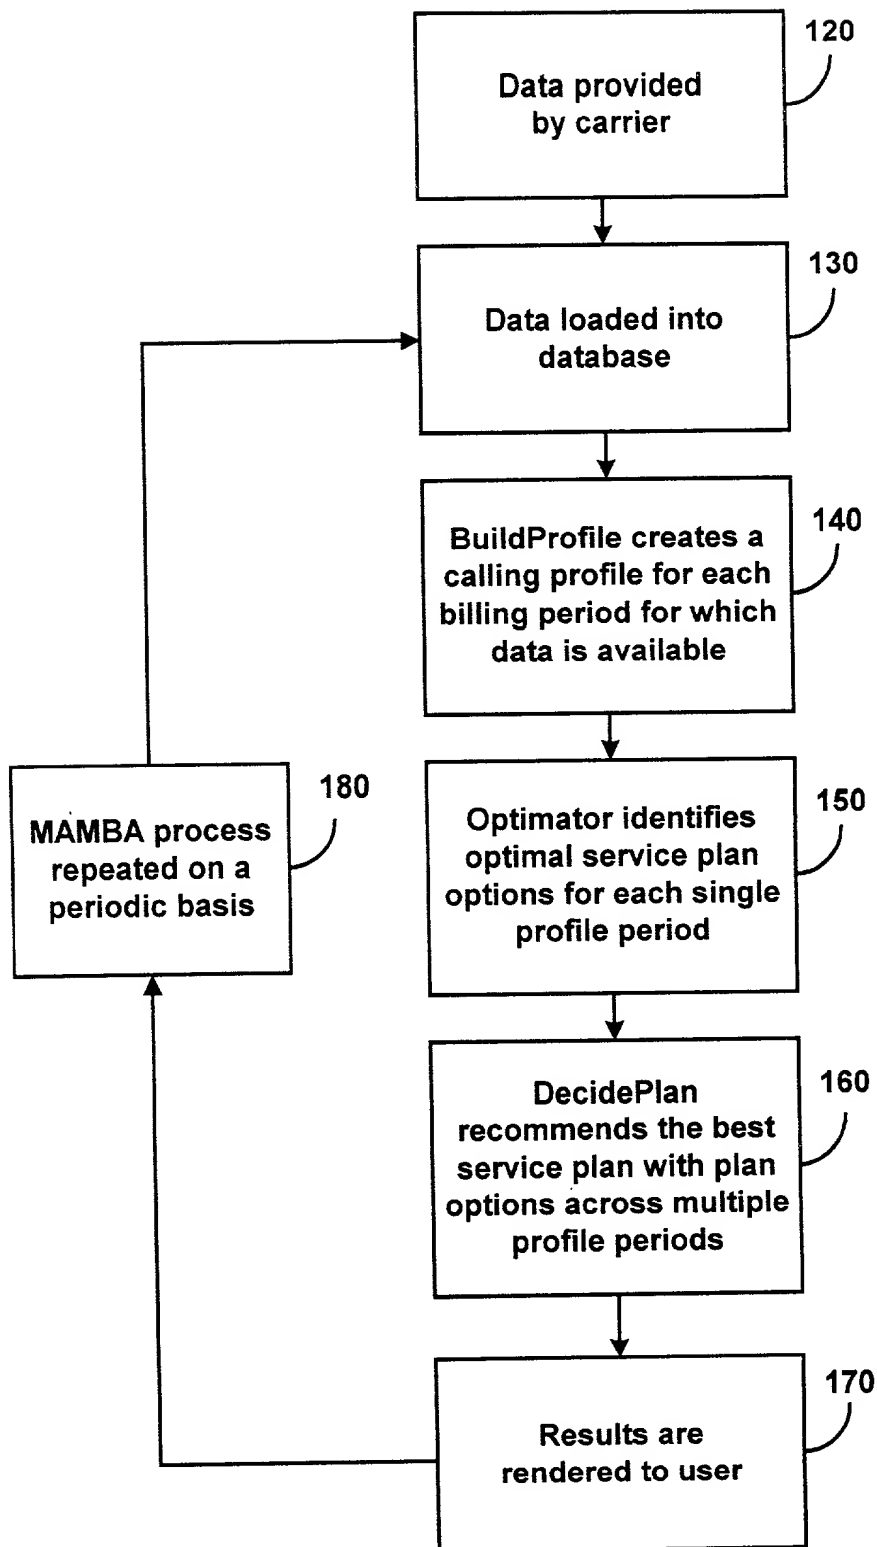 120
Data provided
by carrier
130
Data loaded into
database
140
BuildProfile creates a
calling profile for each
billing period for which
data is available
150
Optimator identifies
optimal service plan
options for each single
profile period
180
MAMBA process
repeated on a
periodic basis
160
DecidePlan
recommends the best
service plan with plan
options across multiple
profile periods
170
Results are
rendered to user